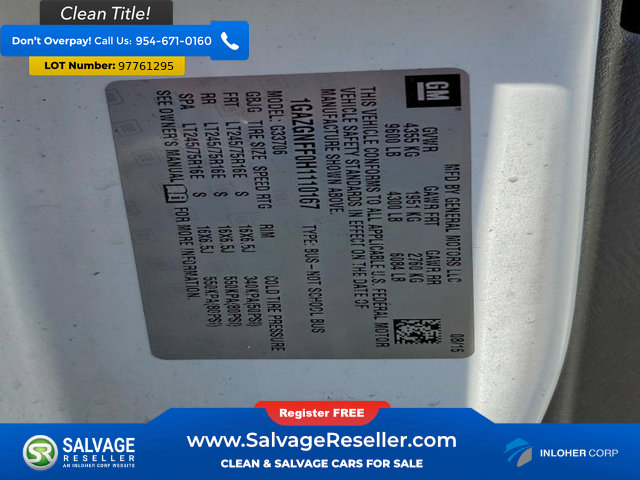 Clean Title!
Don't Overpay! Call Us: 954-671-0160
LOT Number: 97761295
GM
MFD BY GENERAL MOTORS LLC 08/15
GVWR GAWR FRT GAWR RR
4355 KG 1951 KG 2760 KG
9600 LB 4300 LB 6084 LB
THIS VEHICLE CONFORMS TO ALL APPLICABLE U.S. FEDERAL MOTOR
VEHICLE SAFETY STANDARDS IN EFFECT ON THE DATE OF
MANUFACTURE SHOWN ABOVE.
TYPE: BUS-NOT SCHOOL BUS
MODEL: G33706
TIRE SIZE SPEED RTG RIM COLD TIRE PRESSURE
FRT LT245/75R16E S 16X6.5J 340KPA(50PSI)
RR LT245/75R16E S 16X6.5J 550KPA(80PSI)
SPA LT245/75R16E S 16X6.5J 550KPA(80PSI)
SEE OWNER'S MANUAL FOR MORE INFORMATION.
Register FREE
SR
SALVAGE
RESELLER
AN INLOHER CORP WEBSITE
www.SalvageReseller.com
CLEAN & SALVAGE CARS FOR SALE
INLOHER CORP